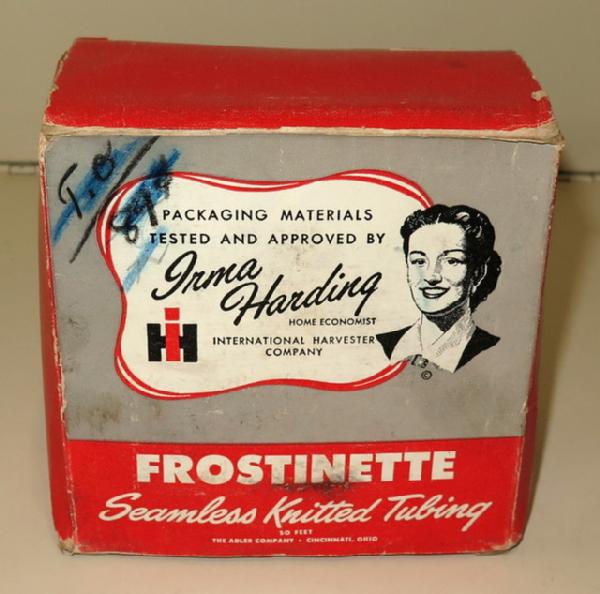 T.O
89¢
PACKAGING MATERIALS
TESTED AND APPROVED BY
Irma
Harding
HOME ECONOMIST
IH
INTERNATIONAL HARVESTER
COMPANY
©
FROSTINETTE
Seamless Knitted Tubing
50 FEET
THE ADLER COMPANY • CINCINNATI, OHIO